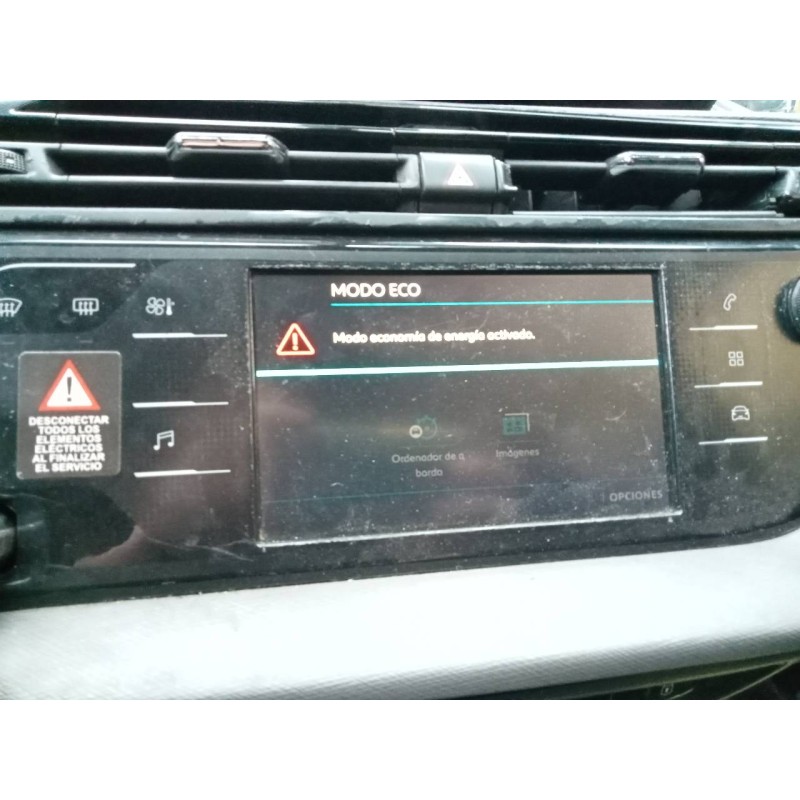 MODO ECO
Modo economía de energía activado.
Ordenador de a
bordo
Imágenes
OPCIONES
DESCONECTAR
TODOS LOS
ELEMENTOS
ELÉCTRICOS
AL FINALIZAR
EL SERVICIO